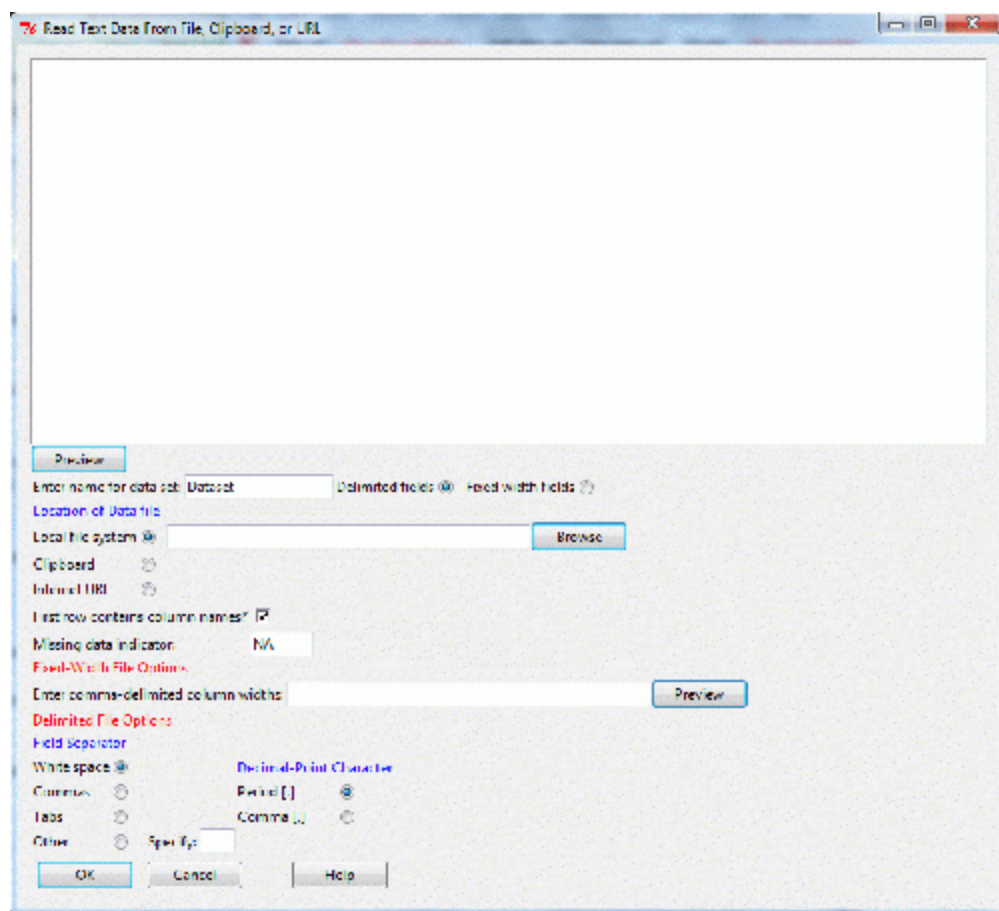 Read Text Data From File, Clipboard, or URL
Preview
Enter name for data set: Dataset Delimited fields Fixed width fields
Location of Data file
Local file system Browse
Clipboard
Internet URL
First row contains column names?
Missing data indicator: NA
Fixed-Width File Options
Enter comma-delimited column widths: Preview
Delimited File Options
Field Separator
White space Decimal-Point Character
Commas Period [.]
Tabs Comma [,]
Other Specify:
OK Cancel Help